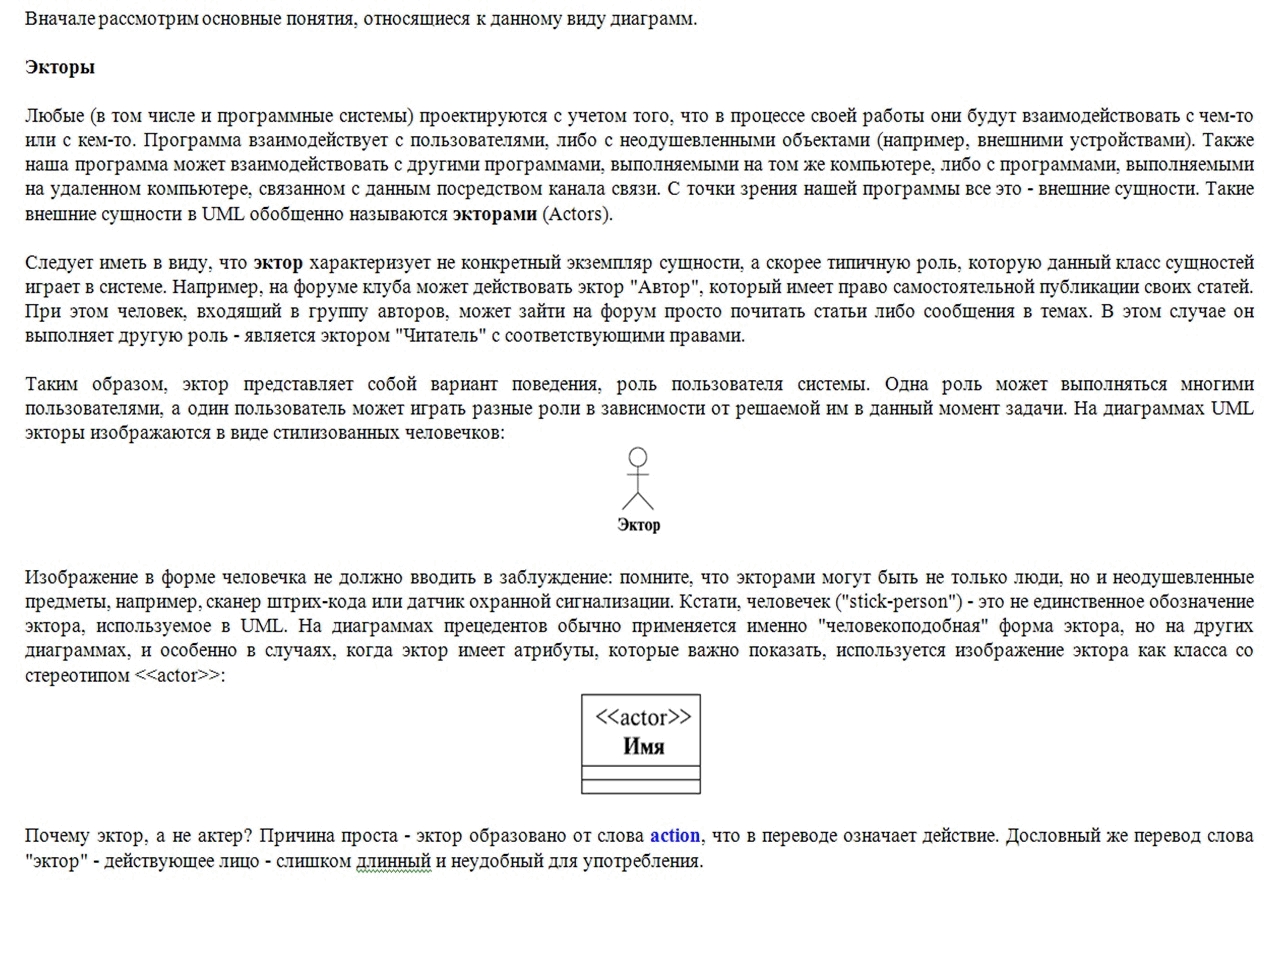 Вначале рассмотрим основные понятия, относящиеся к данному виду диаграмм.
Экторы
Любые (в том числе и программные системы) проектируются с учетом того, что в процессе своей работы они будут взаимодействовать с чем-то
или с кем-то. Программа взаимодействует с пользователями, либо с неодушевленными объектами (например, внешними устройствами). Также
наша программа может взаимодействовать с другими программами, выполняемыми на том же компьютере, либо с программами, выполняемыми
на удаленном компьютере, связанном с данным посредством канала связи. С точки зрения нашей программы все это - внешние сущности. Такие
внешние сущности в UML обобщенно называются экторами (Actors).
Следует иметь в виду, что эктор характеризует не конкретный экземпляр сущности, а скорее типичную роль, которую данный класс сущностей
играет в системе. Например, на форуме клуба может действовать эктор "Автор", который имеет право самостоятельной публикации своих статей.
При этом человек, входящий в группу авторов, может зайти на форум просто почитать статьи либо сообщения в темах. В этом случае он
выполняет другую роль - является эктором "Читатель" с соответствующими правами.
Таким образом, эктор представляет собой вариант поведения, роль пользователя системы. Одна роль может выполняться многими
пользователями, а один пользователь может играть разные роли в зависимости от решаемой им в данный момент задачи. На диаграммах UML
экторы изображаются в виде стилизованных человечков:
Эктор
Изображение в форме человечка не должно вводить в заблуждение: помните, что экторами могут быть не только люди, но и неодушевленные
предметы, например, сканер штрих-кода или датчик охранной сигнализации. Кстати, человечек ("stick-person") - это не единственное обозначение
эктора, используемое в UML. На диаграммах прецедентов обычно применяется именно "человекоподобная" форма эктора, но на других
диаграммах, и особенно в случаях, когда эктор имеет атрибуты, которые важно показать, используется изображение эктора как класса со
стереотипом <<actor>>:
<<actor>>
Имя
Почему эктор, а не актер? Причина проста - эктор образовано от слова action, что в переводе означает действие. Дословный же перевод слова
"эктор" - действующее лицо - слишком длинный и неудобный для употребления.